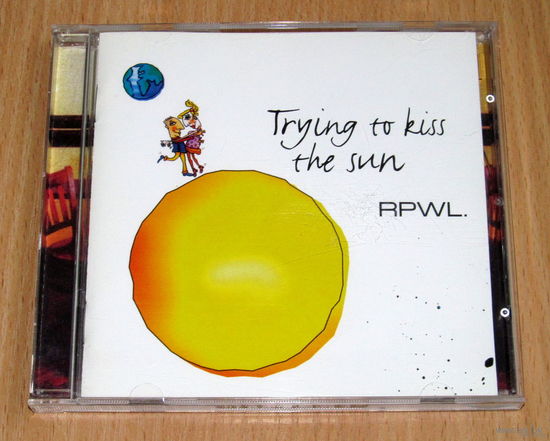 Trying to kiss
the sun
RPWL.